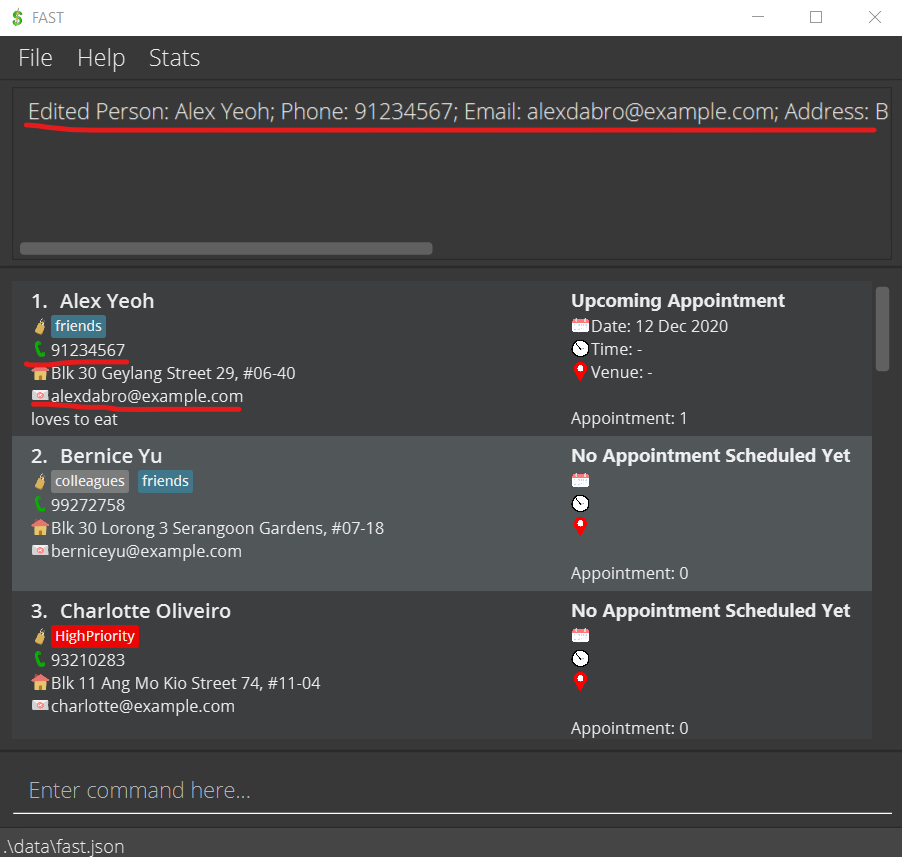 FAST
File Help Stats
Edited Person: Alex Yeoh; Phone: 91234567; Email: alexdabro@example.com; Address: B
1. Alex Yeoh
friends
91234567
Blk 30 Geylang Street 29, #06-40
alexdabro@example.com
loves to eat
Upcoming Appointment
Date: 12 Dec 2020
Time: -
Venue: -
Appointment: 1
2. Bernice Yu
colleagues friends
99272758
Blk 30 Lorong 3 Serangoon Gardens, #07-18
berniceyu@example.com
No Appointment Scheduled Yet
Appointment: 0
3. Charlotte Oliveiro
HighPriority
93210283
Blk 11 Ang Mo Kio Street 74, #11-04
charlotte@example.com
No Appointment Scheduled Yet
Appointment: 0
Enter command here...
.\data\fast.json